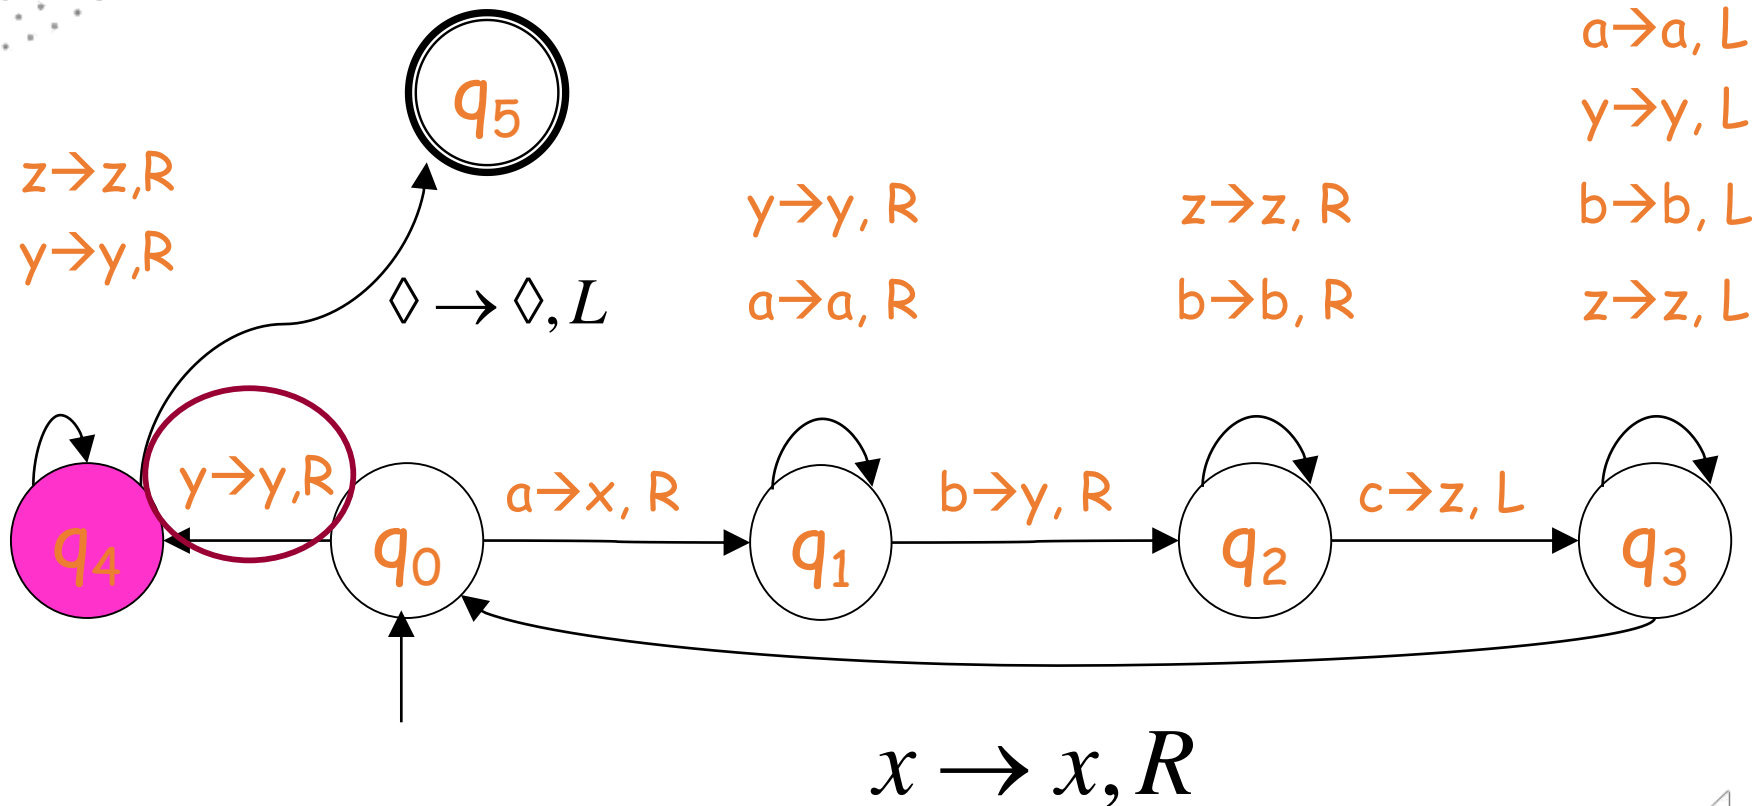 q5
a→a, L
y→y, L
z→z,R
y→y, R
z→z, R
b→b, L
y→y,R
◊→◊, L
a→a, R
b→b, R
z→z, L
y→y,R
a→x, R
b→y, R
c→z, L
q4
q0
q1
q2
q3
x→x, R